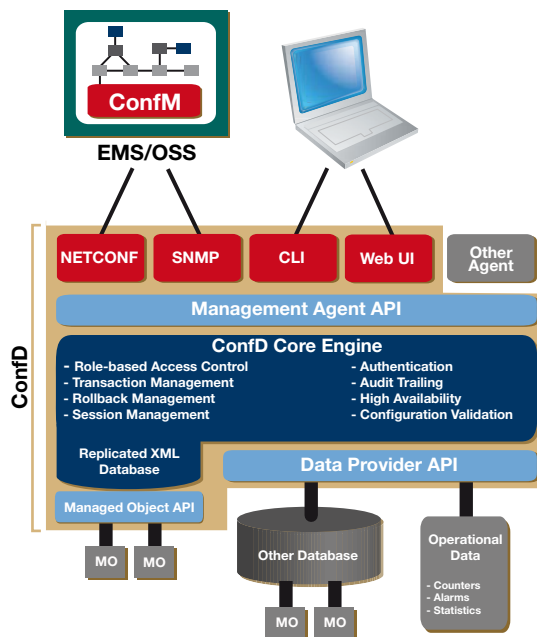 ConfM
EMS/OSS
ConfD
NETCONF
SNMP
CLI
Web UI
Other
Agent
Management Agent API
ConfD Core Engine
- Role-based Access Control
- Transaction Management
- Rollback Management
- Session Management
- Authentication
- Audit Trailing
- High Availability
- Configuration Validation
Replicated XML
Database
Data Provider API
Managed Object API
MO
MO
Other Database
MO
MO
Operational
Data
- Counters
- Alarms
- Statistics